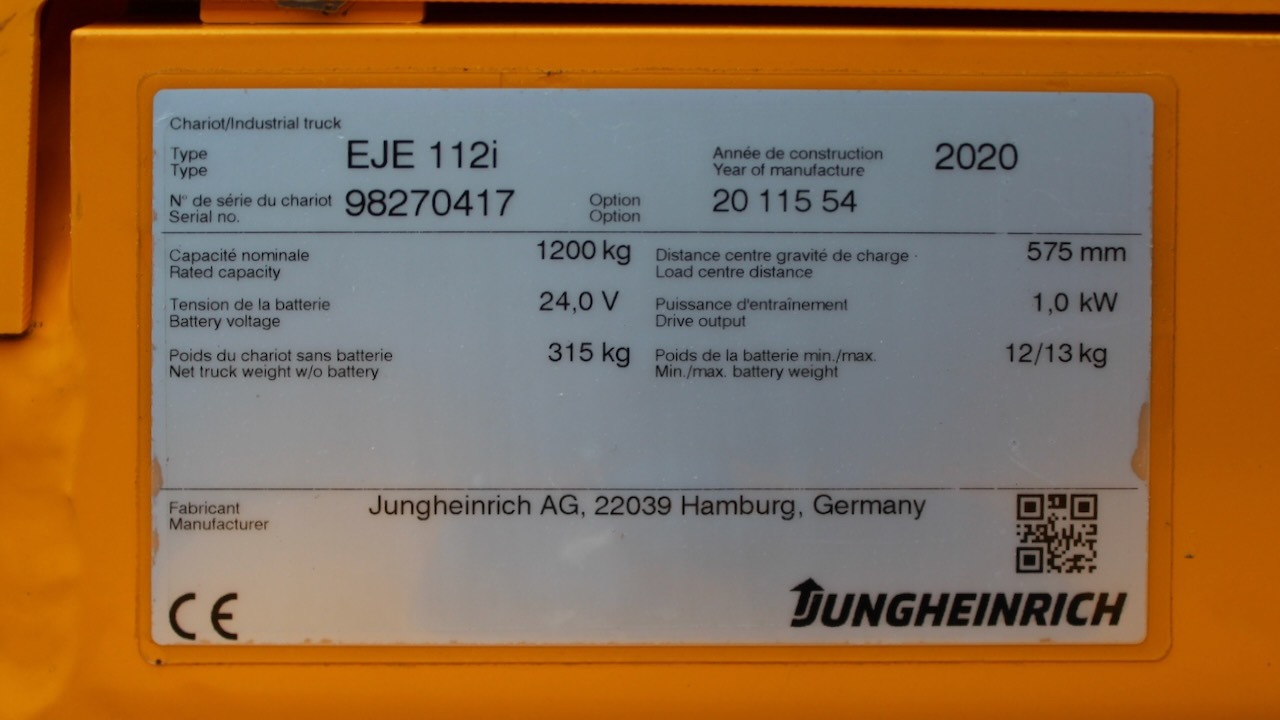 Chariot/Industrial truck
Type EJE 112i Année de construction 2020
Type Year of manufacture
N° de série du chariot 98270417 Option 20 115 54
Serial no. Option
Capacité nominale 1200 kg Distance centre gravité de charge
Rated capacity Load centre distance 575 mm
Tension de la batterie 24,0 V Puissance d'entraînement 1,0 kW
Battery voltage Drive output
Poids du chariot sans batterie 315 kg Poids de la batterie min./max. 12/13 kg
Net truck weight w/o battery Min./max. battery weight
Fabricant Jungheinrich AG, 22039 Hamburg, Germany
Manufacturer
CE JUNGHEINRICH